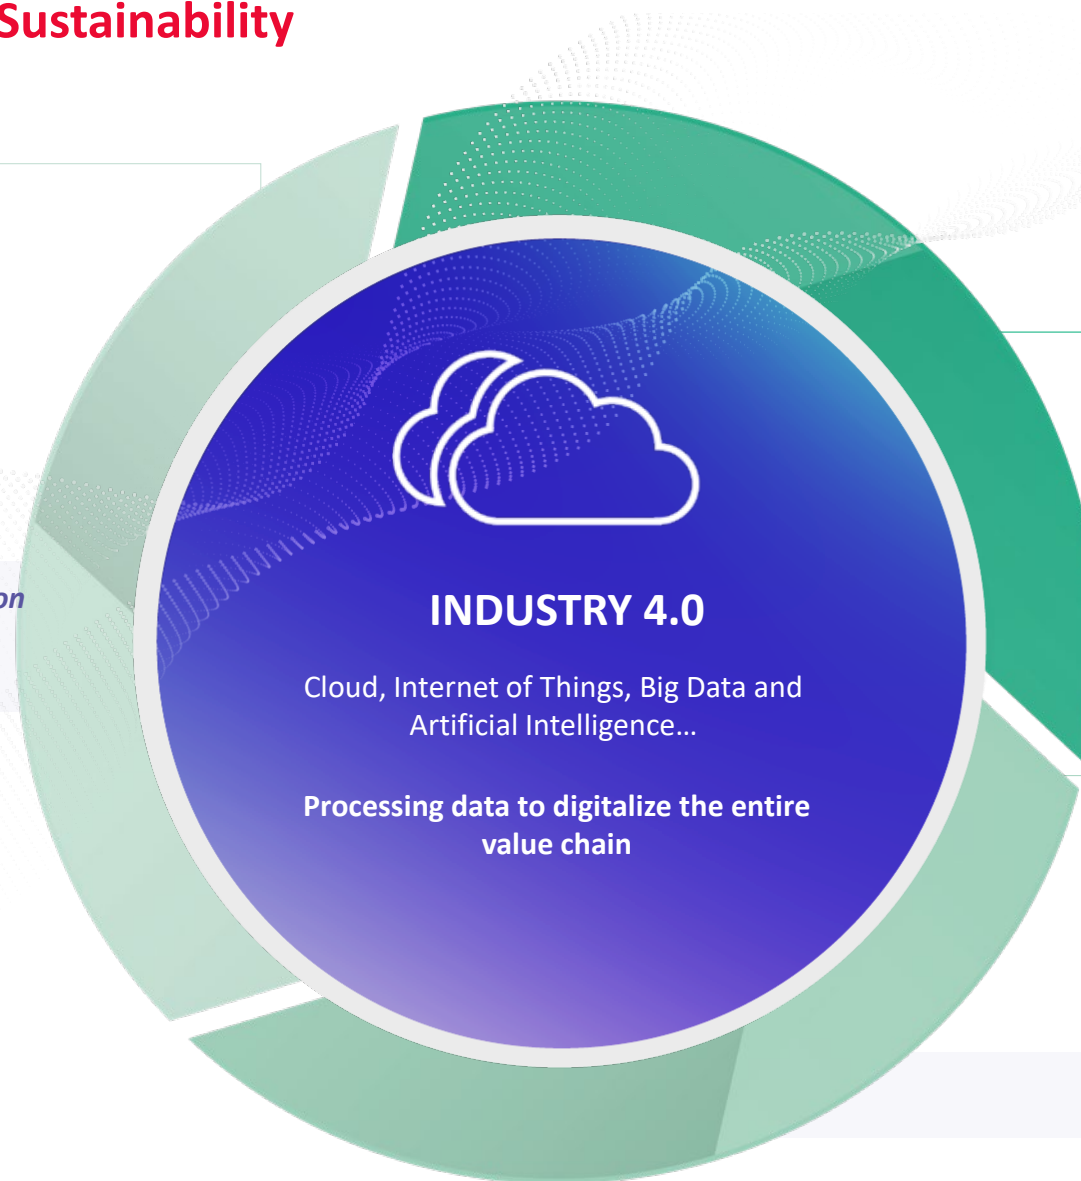 Sustainability
on
INDUSTRY 4.0
Cloud, Internet of Things, Big Data and
Artificial Intelligence…
Processing data to digitalize the entire
value chain